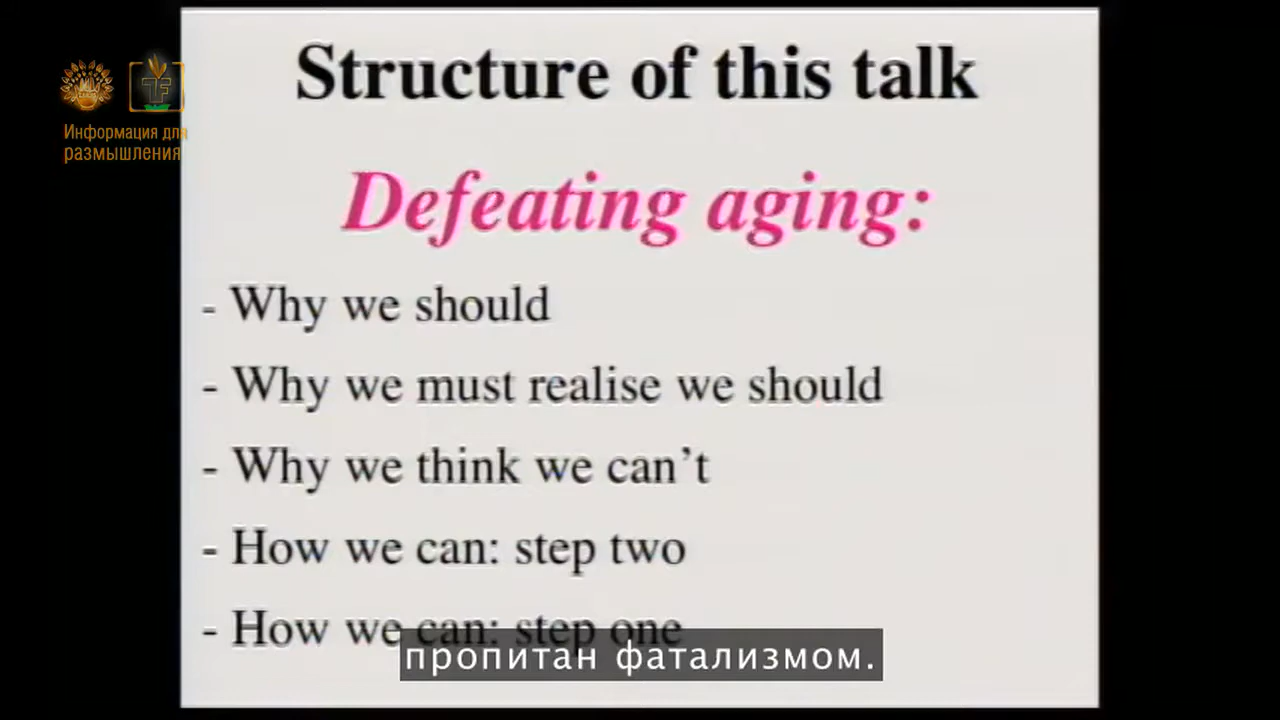 Structure of this talk
Информация для
размышления
Defeating aging:
- Why we should
- Why we must realise we should
- Why we think we can't
- How we can: step two
- How we can: step one
пропитан фатализмом.